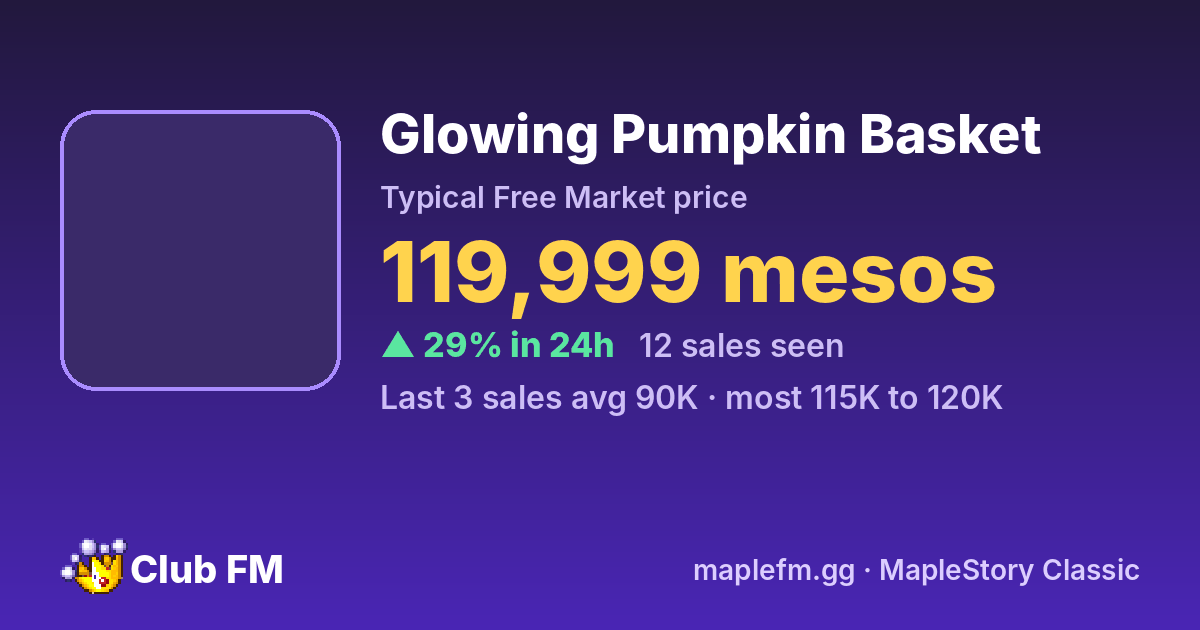 Glowing Pumpkin Basket
Typical Free Market price
119,999 mesos
▲ 29% in 24h 12 sales seen
Last 3 sales avg 90K · most 115K to 120K
Club FM
maplefm.gg · MapleStory Classic